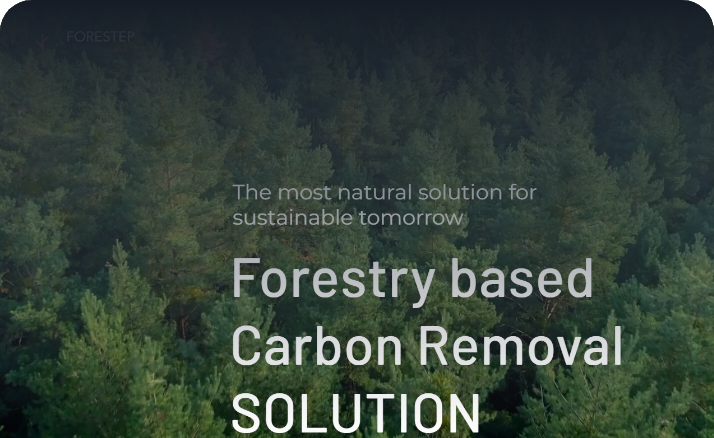 FORESTEP
The most natural solution for
sustainable tomorrow
Forestry based
Carbon Removal
SOLUTION